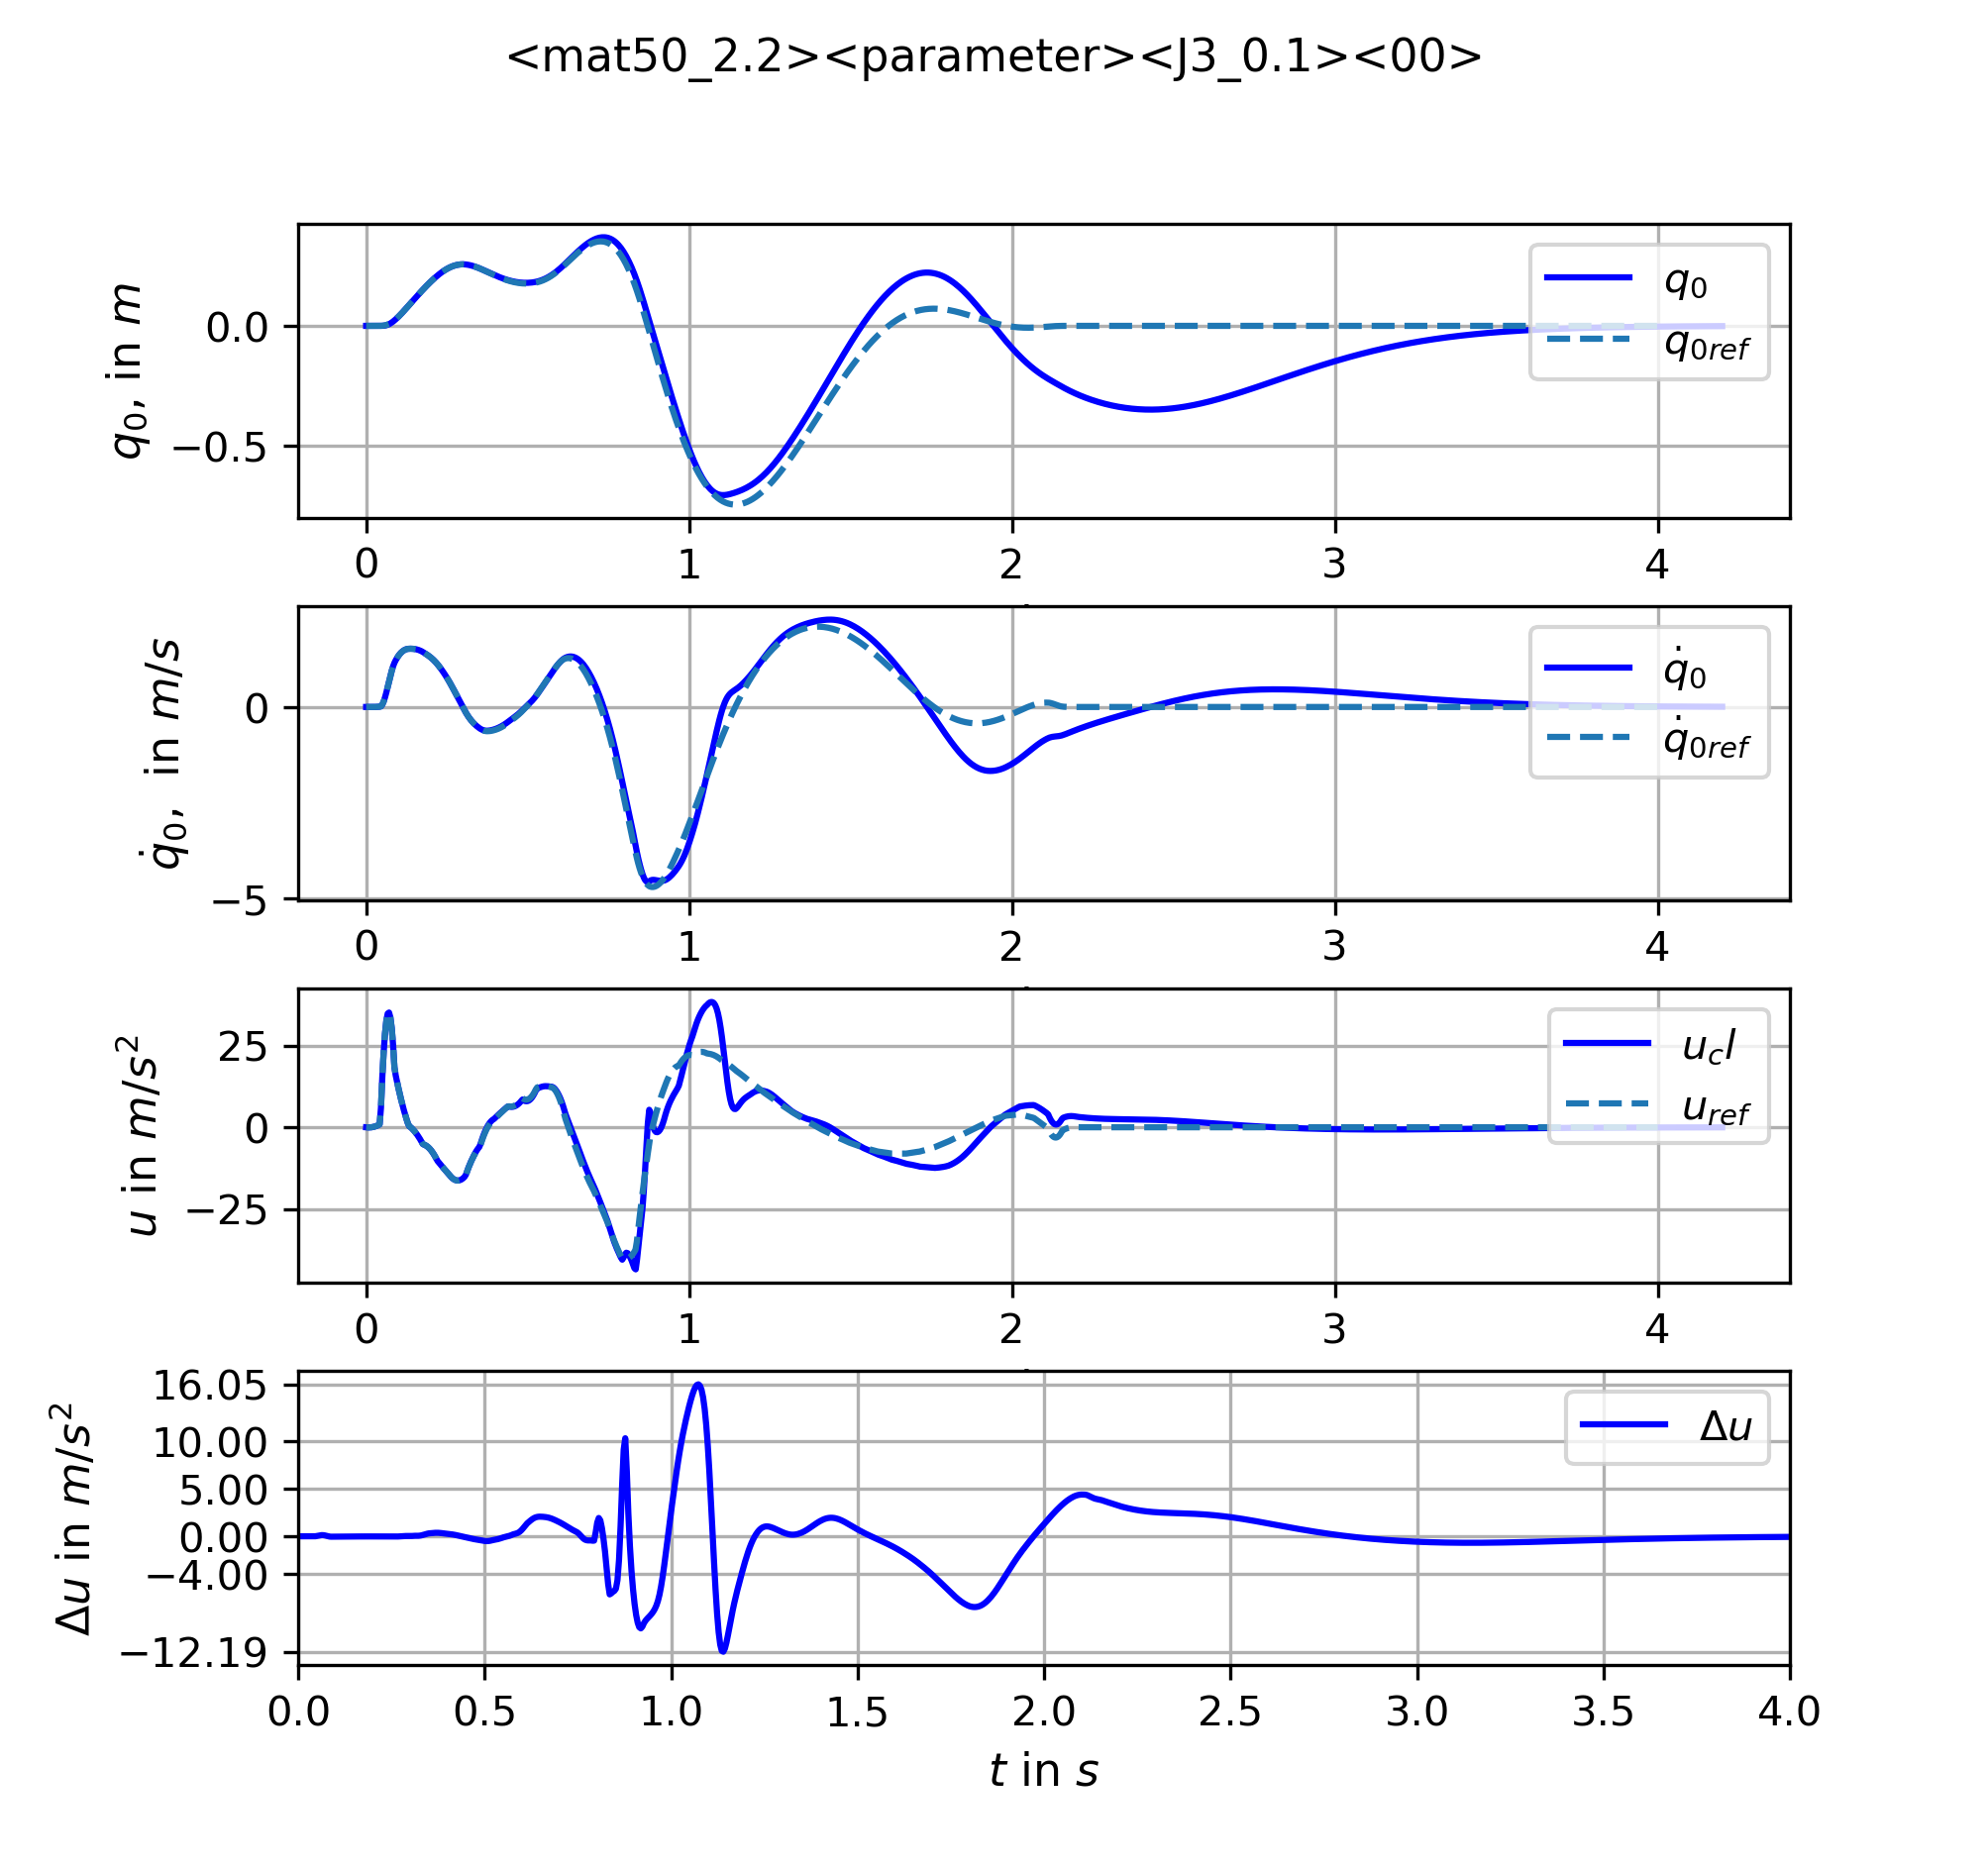 <mat50_2.2><parameter><J3_0.1><00>
q₀, in m
0.0
−0.5
q₀
q₀ref
0 1 2 3 4
q̇₀, in m/s
0
−5
q̇₀
q̇₀ref
0 1 2 3 4
u in m/s²
25
0
−25
u_c l
u_ref
0 1 2 3 4
Δu in m/s²
16.05
10.00
5.00
0.00
−4.00
−12.19
Δu
0.0 0.5 1.0 1.5 2.0 2.5 3.0 3.5 4.0
t in s